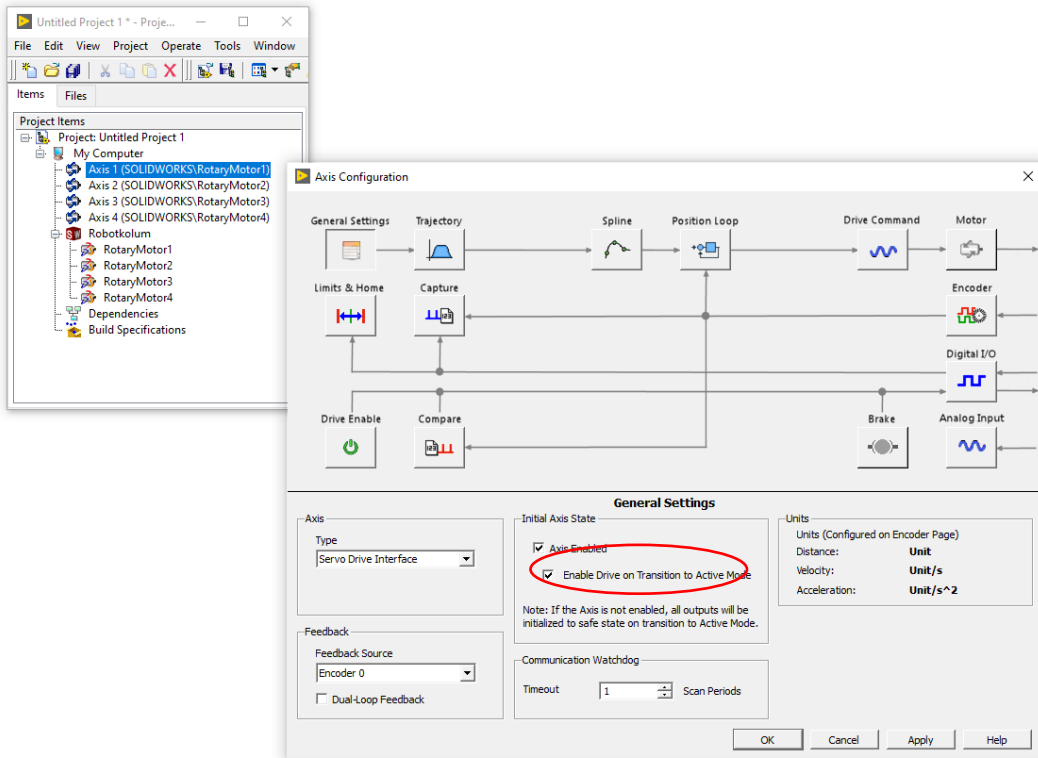 Untitled Project 1 * - Proje...
File Edit View Project Operate Tools Window
Items Files
Project Items
Project: Untitled Project 1
My Computer
Axis 1 (SOLIDWORKS\RotaryMotor1)
Axis 2 (SOLIDWORKS\RotaryMotor2)
Axis 3 (SOLIDWORKS\RotaryMotor3)
Axis 4 (SOLIDWORKS\RotaryMotor4)
Robotkolum
RotaryMotor1
RotaryMotor2
RotaryMotor3
RotaryMotor4
Dependencies
Build Specifications
Axis Configuration
General Settings Trajectory Spline Position Loop Drive Command Motor
Limits & Home Capture Encoder
Digital I/O
Drive Enable Compare Brake Analog Input
General Settings
Axis
Type
Servo Drive Interface
Feedback
Feedback Source
Encoder 0
Dual-Loop Feedback
Initial Axis State
Axis Enabled
Enable Drive on Transition to Active Mode
Note: If the Axis is not enabled, all outputs will be
initialized to safe state on transition to Active Mode.
Communication Watchdog
Timeout 1 Scan Periods
Units
Units (Configured on Encoder Page)
Distance: Unit
Velocity: Unit/s
Acceleration: Unit/s^2
OK Cancel Apply Help